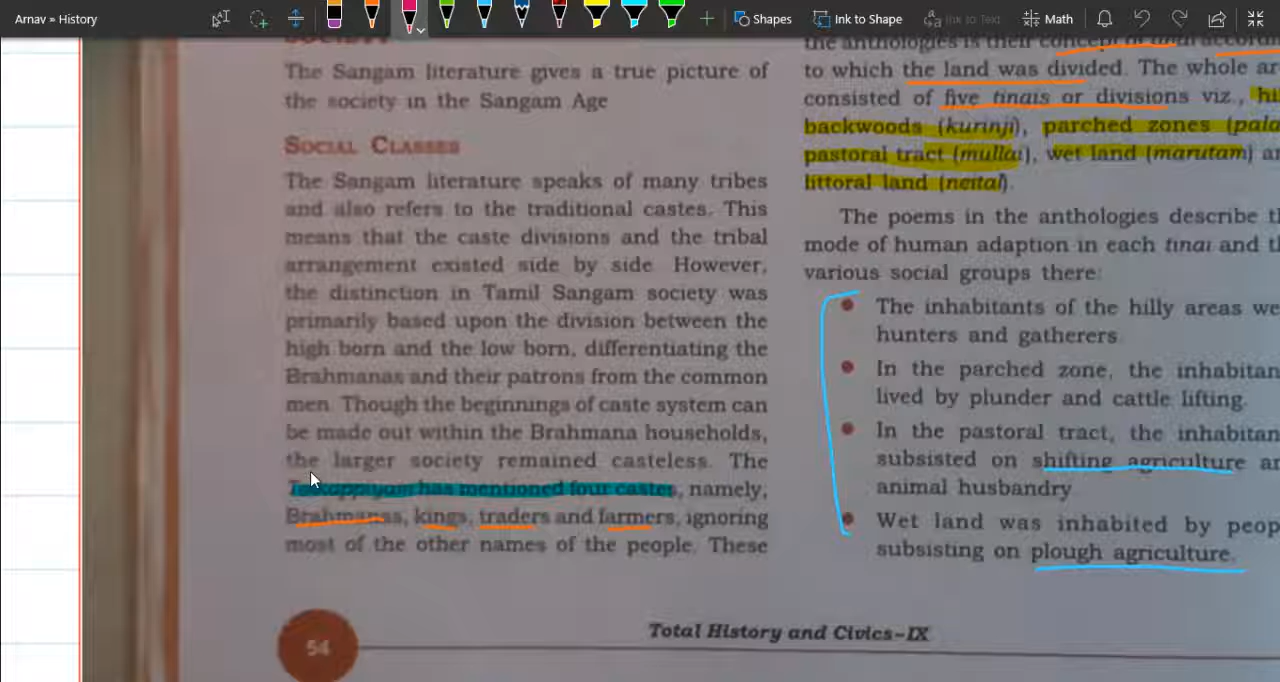 Arnav » History
Shapes
Ink to Shape
Ink to Text
Math
SOCIETY
The Sangam literature gives a true picture of
the society in the Sangam Age
SOCIAL CLASSES
The Sangam literature speaks of many tribes
and also refers to the traditional castes. This
means that the caste divisions and the tribal
arrangement existed side by side. However,
the distinction in Tamil Sangam society was
primarily based upon the division between the
high born and the low born, differentiating the
Brahmanas and their patrons from the common
men. Though the beginnings of caste system can
be made out within the Brahmana households,
the larger society remained casteless. The
Tolkappiyam has mentioned four castes, namely,
Brahmanas, kings, traders and farmers, ignoring
most of the other names of the people. These
the anthologies is their concept of
to which the land was divided. The whole
consisted of five tinais or divisions viz.,
backwoods (kurinji), parched zones
pastoral tract (mullai), wet land (marutam)
littoral land (neital).
The poems in the anthologies describe
mode of human adaption in each tinai and
various social groups there:
• The inhabitants of the hilly areas
hunters and gatherers.
• In the parched zone, the
lived by plunder and cattle lifting.
• In the pastoral tract, the
subsisted on shifting agriculture
animal husbandry.
• Wet land was inhabited by
subsisting on plough agriculture.
54
Total History and Civics–IX